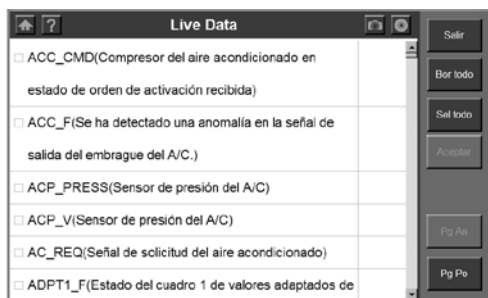 ?
Live Data
ACC_CMD(Compresor del aire acondicionado en
estado de orden de activación recibida)
ACC_F(Se ha detectado una anomalía en la señal de
salida del embrague del A/C.)
ACP_PRESS(Sensor de presión del A/C)
ACP_V(Sensor de presión del A/C)
AC_REQ(Señal de solicitud del aire acondicionado)
ADPT1_F(Estado del cuadro 1 de valores adaptados de
Salir
Bor todo
Sel todo
Aceptar
Pg An
Pg Po